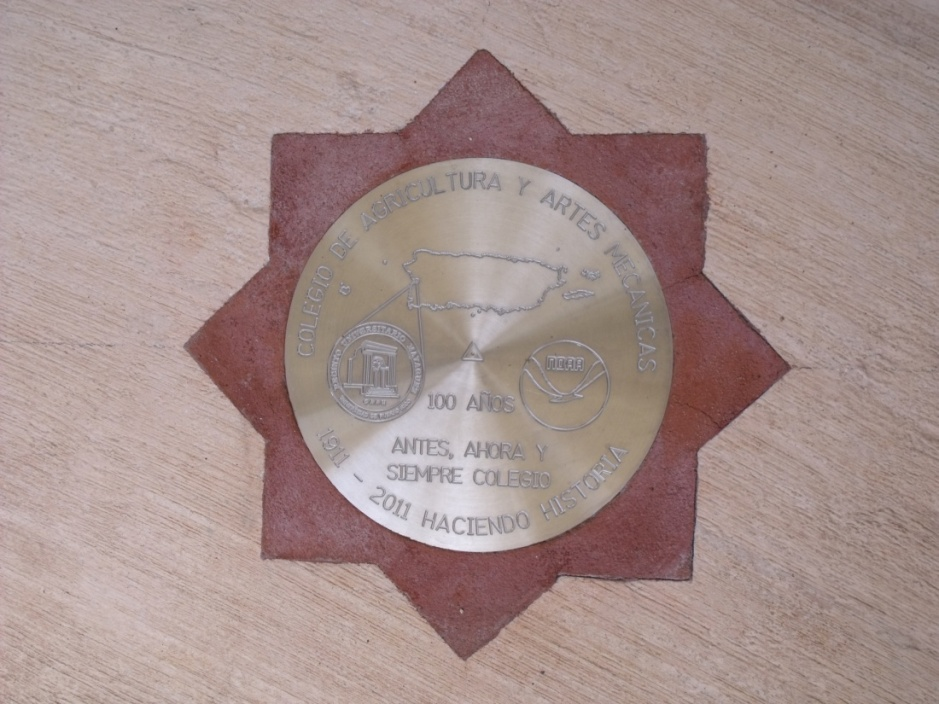 COLEGIO DE AGRICULTURA Y ARTES MECANICAS
NOAA
100 AÑOS
ANTES, AHORA Y
SIEMPRE COLEGIO
1911 - 2011 HACIENDO HISTORIA